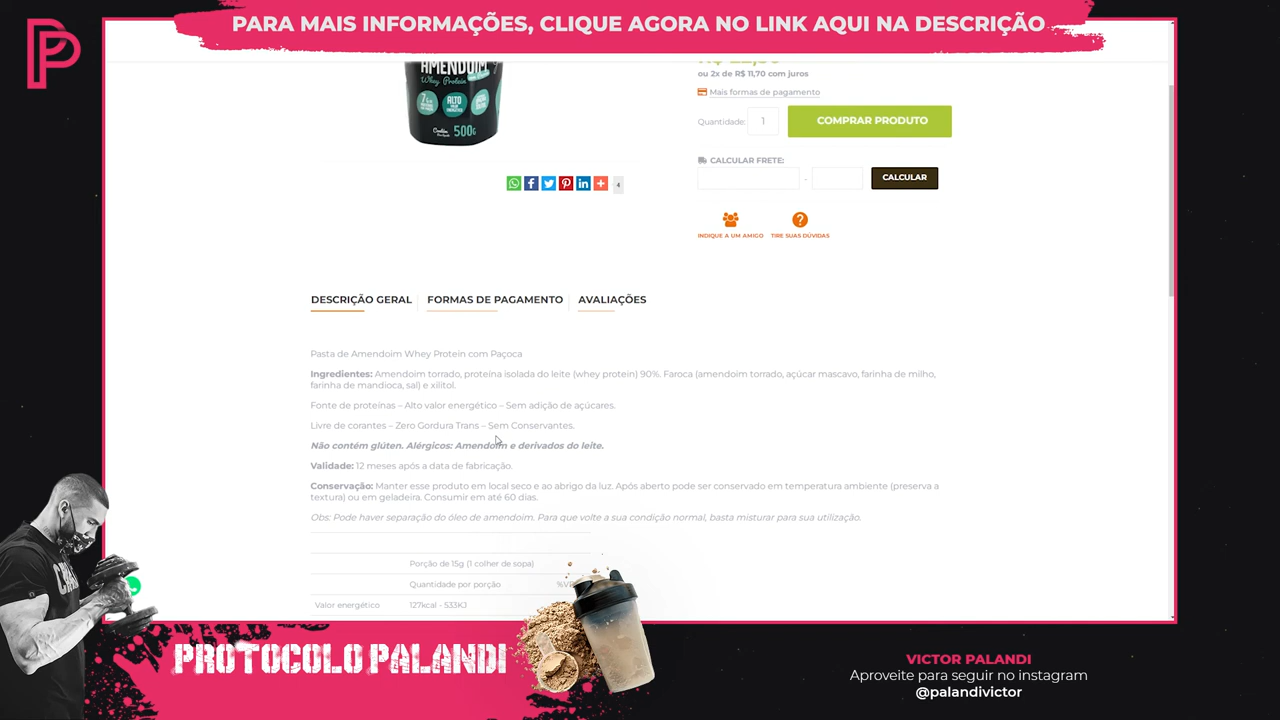 PARA MAIS INFORMAÇÕES, CLIQUE AGORA NO LINK AQUI NA DESCRIÇÃO
AMENDOIM
Whey Protein
ALTO
500g
ou 2x de R$ 11,70 com juros
Mais formas de pagamento
Quantidade: 1 COMPRAR PRODUTO
CALCULAR FRETE:
- CALCULAR
4
INDIQUE A UM AMIGO TIRE SUAS DÚVIDAS
DESCRIÇÃO GERAL FORMAS DE PAGAMENTO AVALIAÇÕES
Pasta de Amendoim Whey Protein com Paçoca
Ingredientes: Amendoim torrado, proteína isolada do leite (whey protein) 90%. Faroca (amendoim torrado, açúcar mascavo, farinha de milho,
farinha de mandioca, sal) e xilitol.
Fonte de proteínas – Alto valor energético – Sem adição de açúcares.
Livre de corantes – Zero Gordura Trans – Sem Conservantes.
Não contém glúten. Alérgicos: Amendoim e derivados do leite.
Validade: 12 meses após a data de fabricação.
Conservação: Manter esse produto em local seco e ao abrigo da luz. Após aberto pode ser conservado em temperatura ambiente (preserva a
textura) ou em geladeira. Consumir em até 60 dias.
Obs: Pode haver separação do óleo de amendoim. Para que volte a sua condição normal, basta misturar para sua utilização.
Porção de 15g (1 colher de sopa)
Quantidade por porção
Valor energético 127kcal - 533KJ
PROTOCOLO PALANDI
VICTOR PALANDI
Aproveite para seguir no instagram
@palandivictor